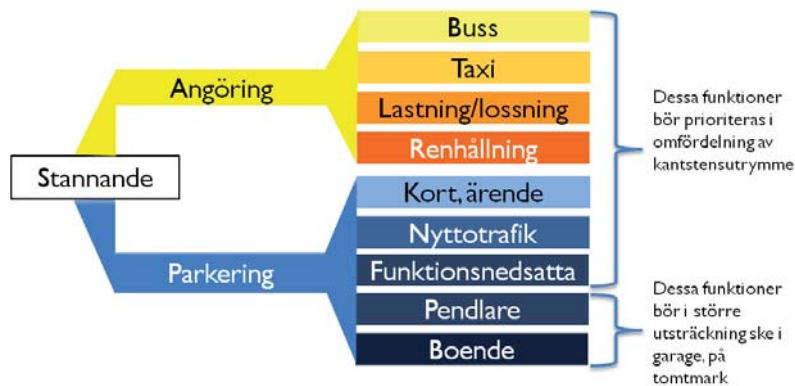 Stannande
Angöring
Buss
Taxi
Lastning/lossning
Renhållning
Parkering
Kort, ärende
Nyttotrafik
Funktionsnedsatta
Pendlare
Boende
Dessa funktioner
bör prioriteras i
omfördelning av
kantstensutrymme
Dessa funktioner
bör i större
utsträckning ske i
garage, på
tomtmark